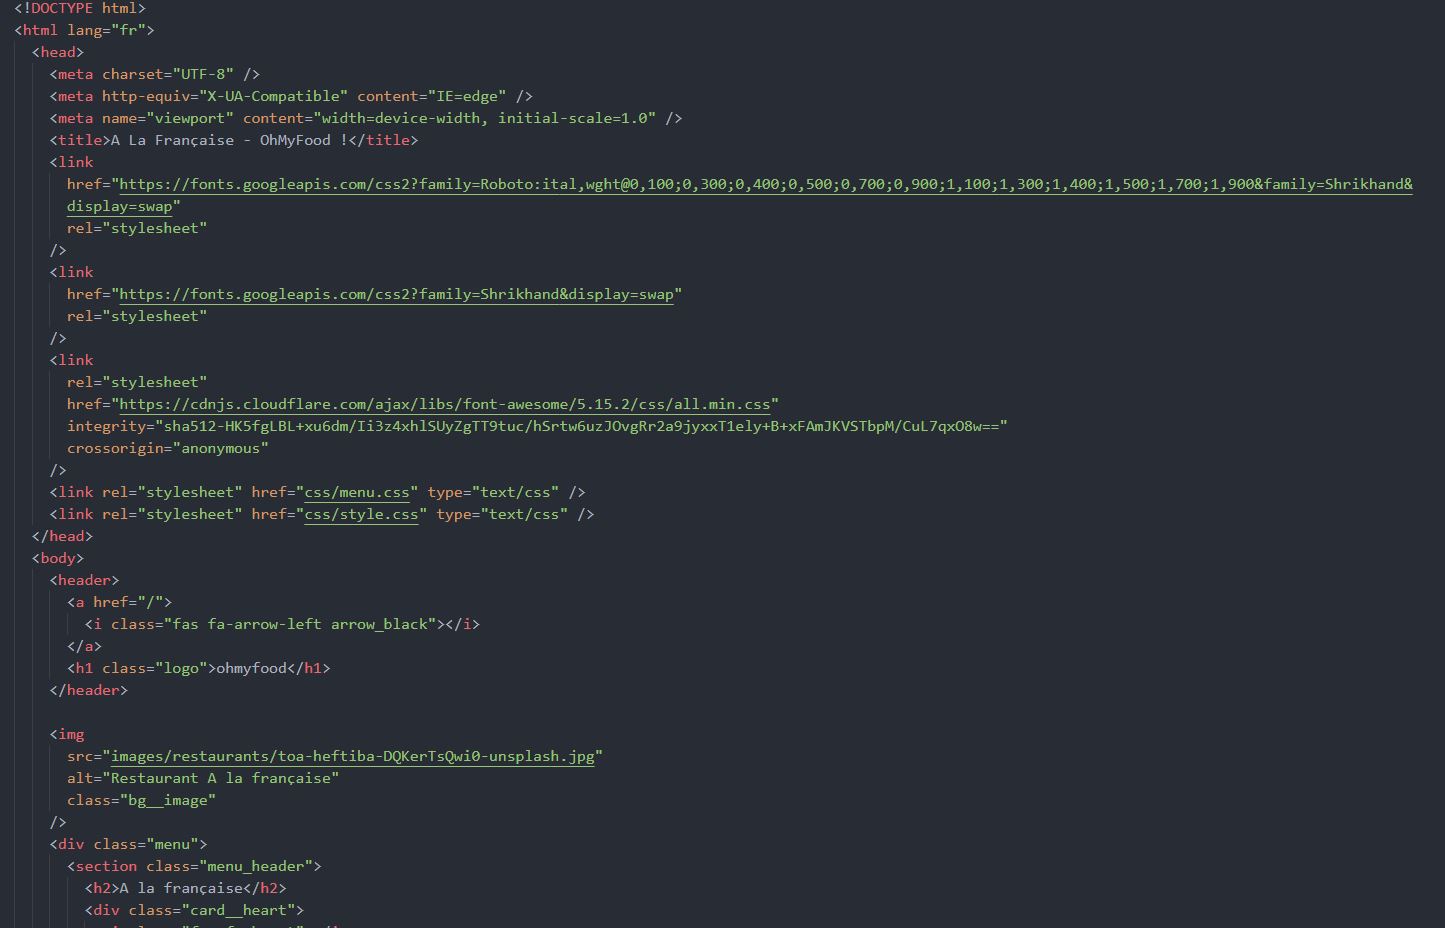 <!DOCTYPE html>
<html lang="fr">
<head>
<meta charset="UTF-8" />
<meta http-equiv="X-UA-Compatible" content="IE=edge" />
<meta name="viewport" content="width=device-width, initial-scale=1.0" />
<title>A La Française - OhMyFood !</title>
<link
href="https://fonts.googleapis.com/css2?family=Roboto:ital,wght@0,100;0,300;0,400;0,500;0,700;0,900;1,100;1,300;1,400;1,500;1,700;1,900&family=Shrikhand&
display=swap"
rel="stylesheet"
/>
<link
href="https://fonts.googleapis.com/css2?family=Shrikhand&display=swap"
rel="stylesheet"
/>
<link
rel="stylesheet"
href="https://cdnjs.cloudflare.com/ajax/libs/font-awesome/5.15.2/css/all.min.css"
integrity="sha512-HK5fgLBL+xu6dm/Ii3z4xhlSUyZgTT9tuc/hSrtw6uzJOvgRr2a9jyxxT1ely+B+xFAmJKVSTbpM/CuL7qxO8w=="
crossorigin="anonymous"
/>
<link rel="stylesheet" href="css/menu.css" type="text/css" />
<link rel="stylesheet" href="css/style.css" type="text/css" />
</head>
<body>
<header>
<a href="/">
<i class="fas fa-arrow-left arrow_black"></i>
</a>
<h1 class="logo">ohmyfood</h1>
</header>
<img
src="images/restaurants/toa-heftiba-DQKerTsQwi0-unsplash.jpg"
alt="Restaurant A la française"
class="bg__image"
/>
<div class="menu">
<section class="menu_header">
<h2>A la française</h2>
<div class="card__heart">